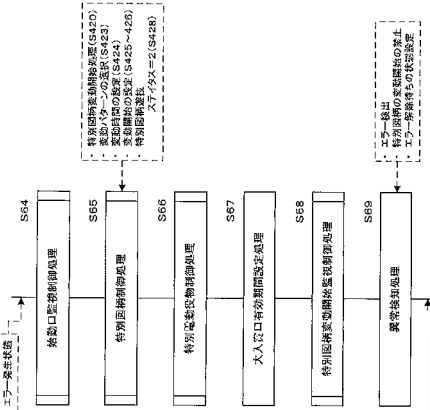 エラー発生状態
S64
始動口監視制御処理
S65
特別図柄制御処理
・特別図柄変動開始処理(S420)
・変動パターンの選択(S423)
・変動時間の設定(S424)
・変動開始の設定(S425～426)
・特別図柄遊技
ステイタス=2(S428)
S66
特別電動役物制御処理
S67
大入賞口有効期間設定処理
S68
特別図柄変動開始監視制御処理
S69
異常検知処理
・エラー検出
・特別図柄の変動開始の禁止
・エラー解除待ちの状態設定